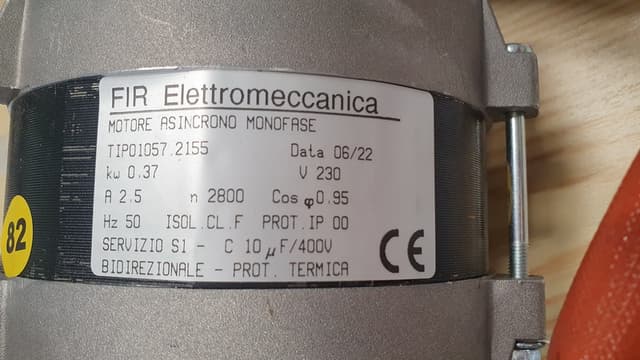 FIR Elettromeccanica
MOTORE ASINCRONO MONOFASE
TIPO1057.2155 Data 06/22
kw 0.37 V 230
A 2.5 n 2800 Cos φ0.95
Hz 50 ISOL.CL.F PROT.IP 00
SERVIZIO S1 - C 10 μF/400V
BIDIREZIONALE - PROT. TERMICA
CE
82